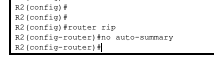 R2(config)#
R2(config)#
R2(config)#router rip
R2(config-router)#no auto-summary
R2(config-router)#